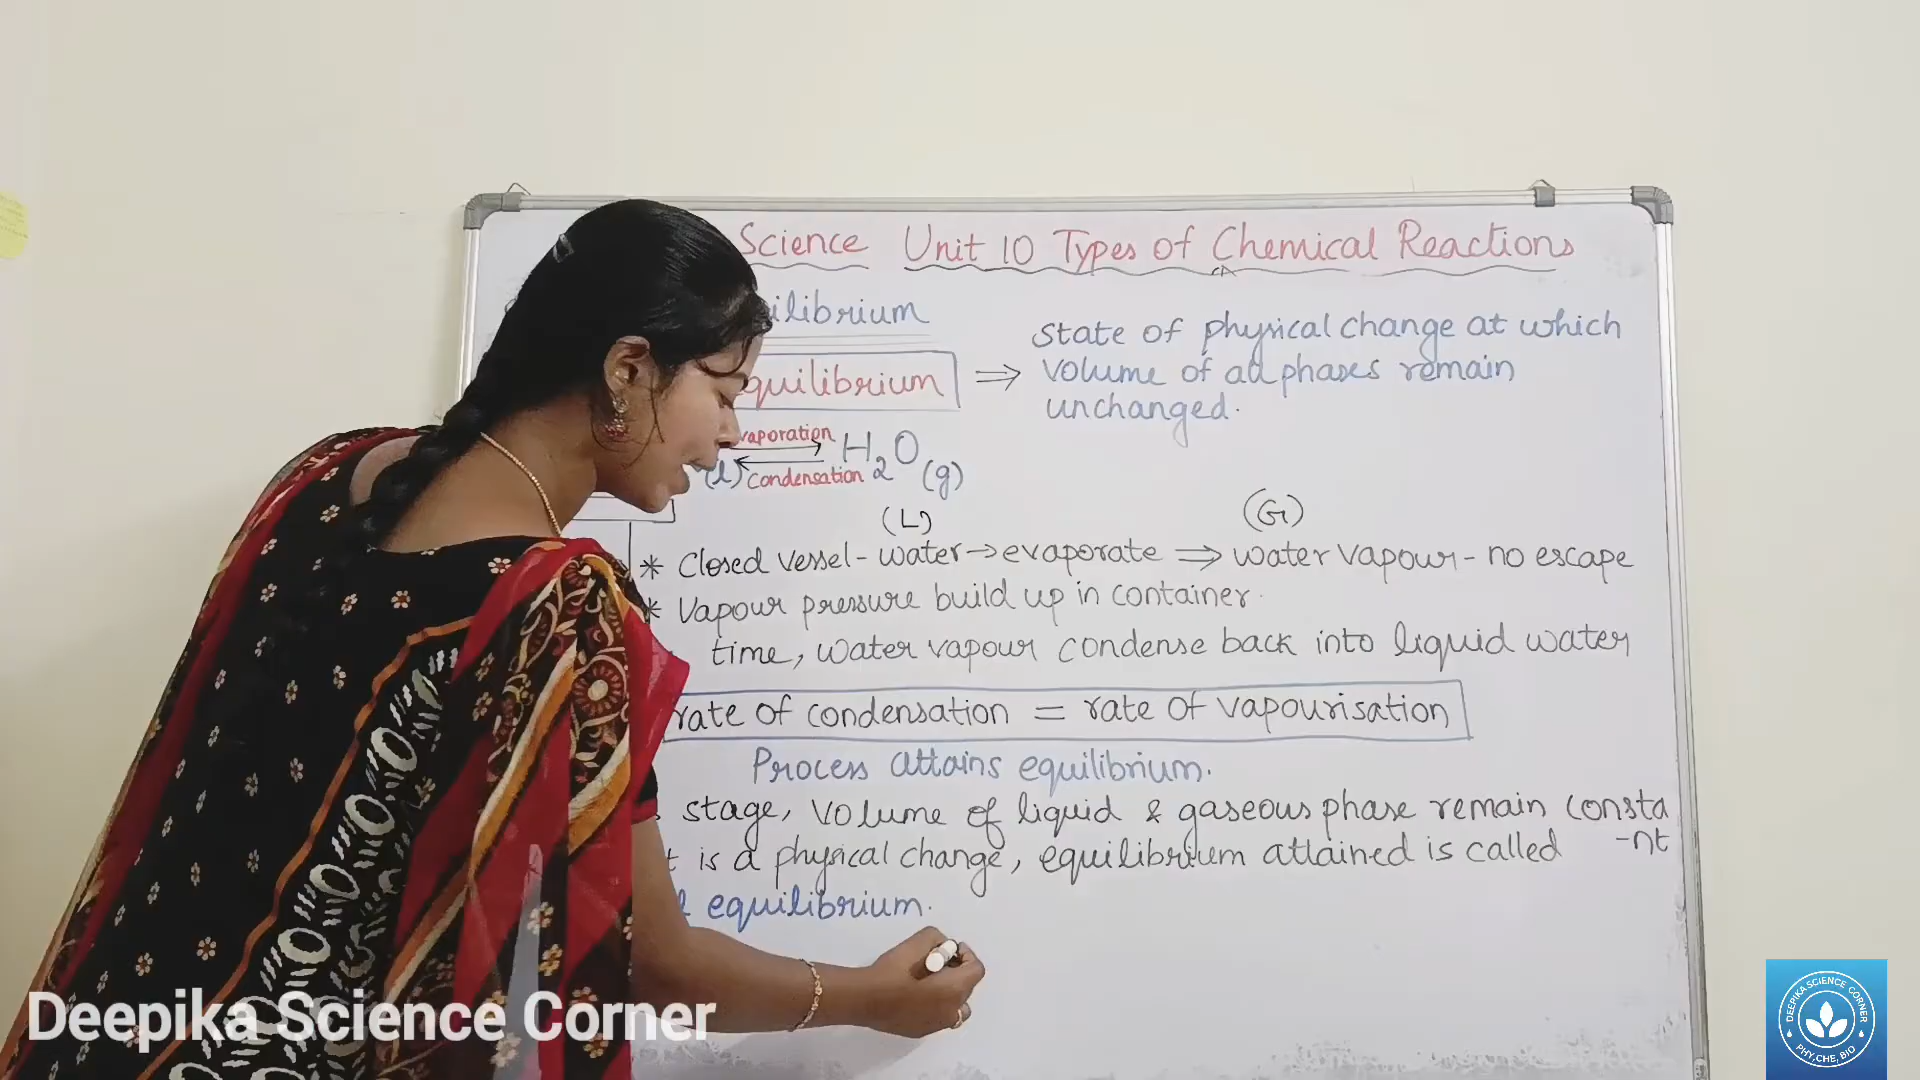 Science Unit 10 Types of Chemical Reactions
ilibrium
quilibrium ⇒ State of physical change at which
volume of all phases remain
unchanged.
vaporation
H2O (g)
(l) Condensation
(L) (G)
* Closed vessel - water → evaporate ⇒ water vapour - no escape
* Vapour pressure build up in container.
time, water vapour condense back into liquid water
rate of condensation = rate of vapourisation
Process attains equilibrium.
stage, volume of liquid & gaseous phase remain consta
-nt
t is a physical change, equilibrium attained is called
l equilibrium.
Deepika Science Corner
DEEPIKA SCIENCE CORNER
PHY,CHE,BIO